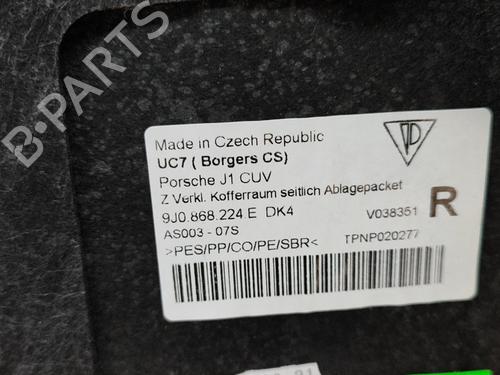 Made in Czech Republic
UC7 ( Borgers CS)
Porsche J1 CUV
Z Verkl. Kofferraum seitlich Ablagepacket
9J0.868.224.E DK4 V038351 R
AS003 - 07S
>PES/PP/CO/PE/SBR< TPNP020277
B-PARTS